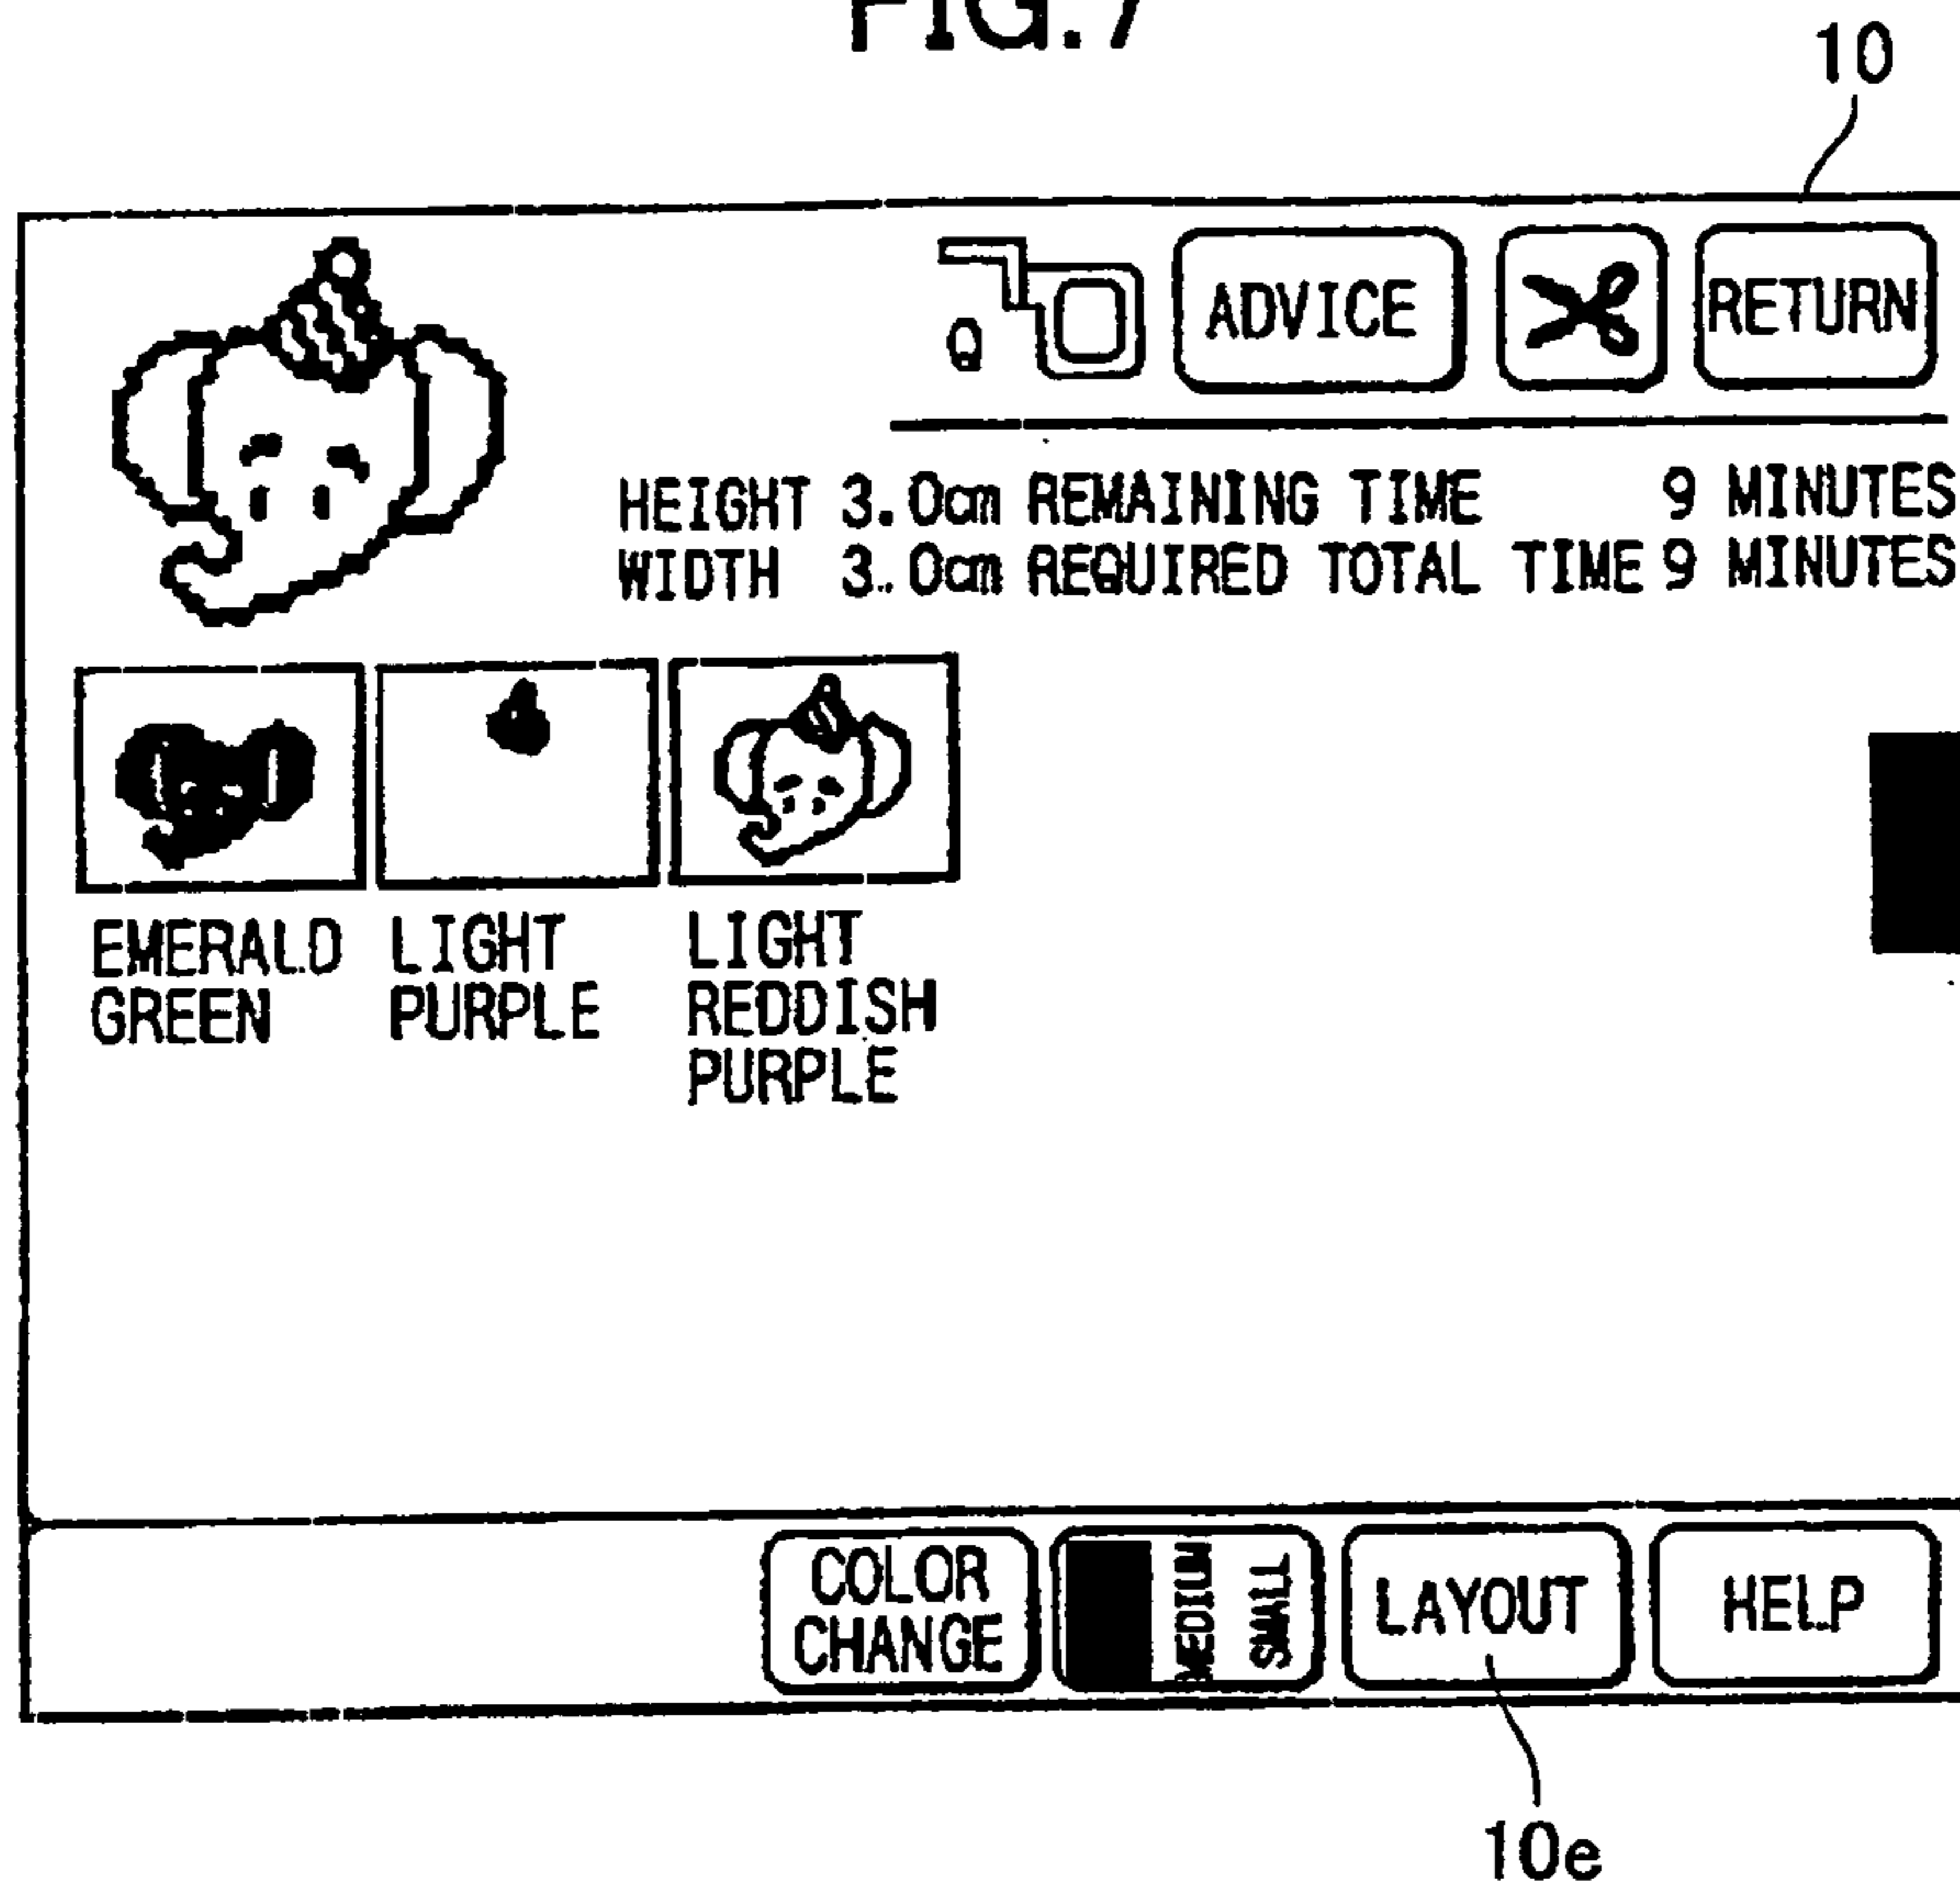 FIG.7
10
ADVICE
RETURN
HEIGHT 3.0cm REMAINING TIME 9 MINUTES
WIDTH 3.0cm REQUIRED TOTAL TIME 9 MINUTES
EMERALD GREEN
LIGHT PURPLE
LIGHT REDDISH PURPLE
COLOR CHANGE
MEDIUM
SMALL
LAYOUT
HELP
10e